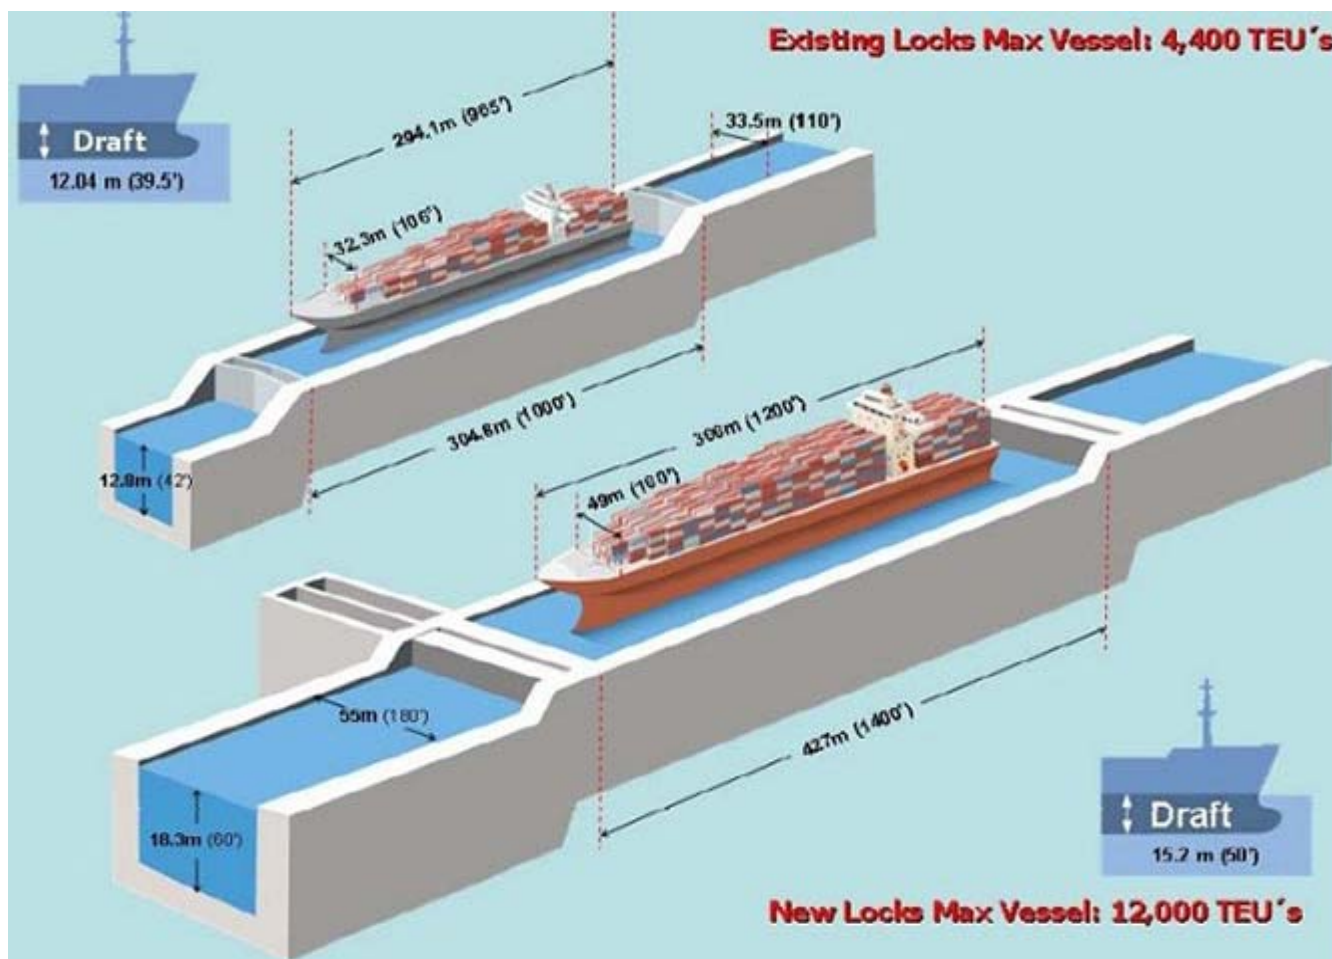 Existing Locks Max Vessel: 4,400 TEU´s
Draft
12.04 m (39.5')
294.1m (965')
33.5m (110')
32.3m (106')
304.8m (1000')
12.8m (42')
366m (1200')
49m (160')
427m (1400')
55m (180')
18.3m (60')
Draft
15.2 m (50')
New Locks Max Vessel: 12,000 TEU´s